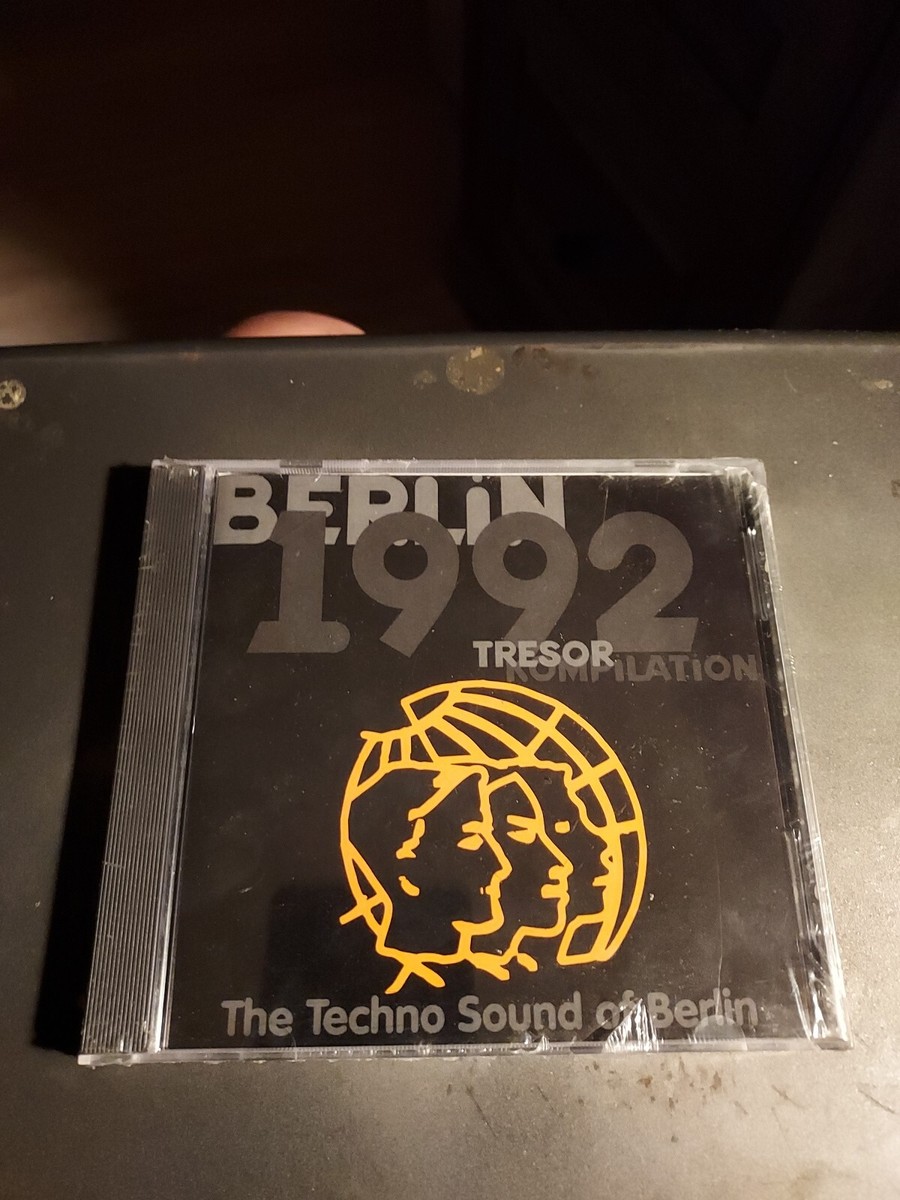 BERLiN
1992
TRESOR
KOMPiLATiON
The Techno Sound of Berlin